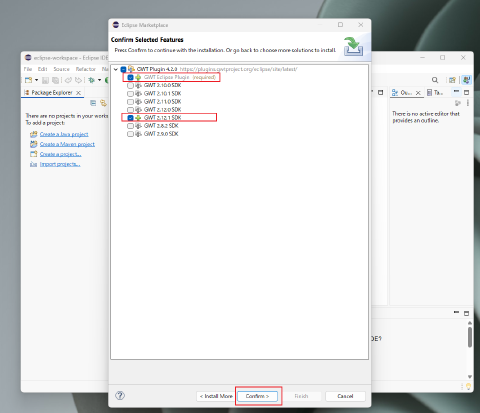 Eclipse Marketplace
Confirm Selected Features
Press Confirm to continue with the installation. Or go back to choose more solutions to install.
GWT Plugin 4.2.0 https://plugins.gwtproject.org/eclipse/site/latest/
GWT Eclipse Plugin (required)
GWT 2.10.0 SDK
GWT 2.10.1 SDK
GWT 2.11.0 SDK
GWT 2.12.0 SDK
GWT 2.12.1 SDK
GWT 2.8.2 SDK
GWT 2.9.0 SDK
< Install More
Confirm >
Finish
Cancel
eclipse-workspace - Eclipse IDE
File Edit Source Refactor
Package Explorer
There are no projects in your works
To add a project:
Create a Java project
Create a Maven project
Create a project...
Import projects...
Ou...
Ta...
There is no active editor that
provides an outline.